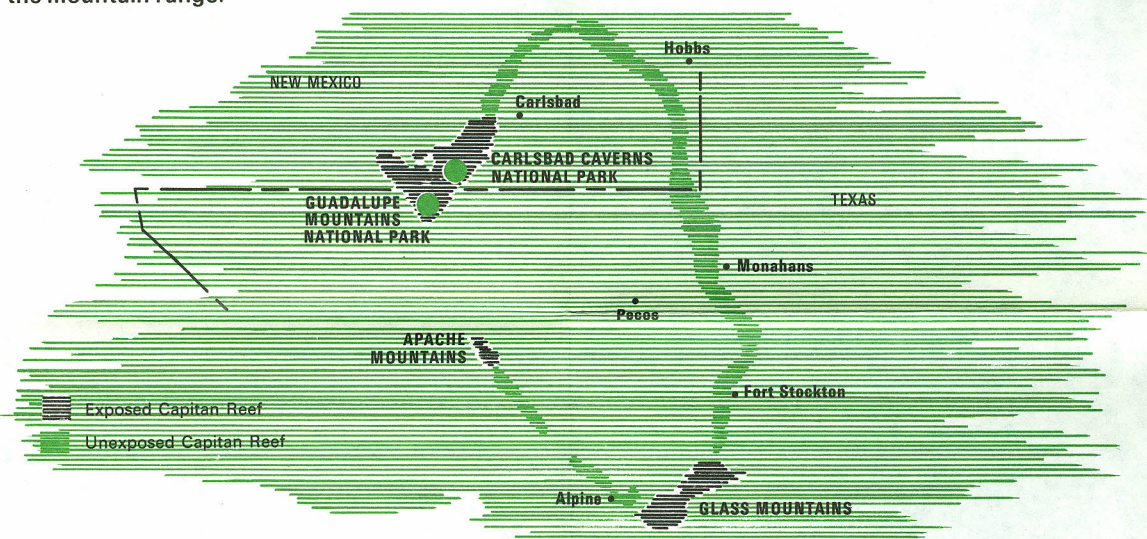 the mountain range.
Hobbs
NEW MEXICO
Carlsbad
CARLSBAD CAVERNS
NATIONAL PARK
TEXAS
GUADALUPE
MOUNTAINS
NATIONAL PARK
Monahans
Pecos
APACHE
MOUNTAINS
Fort Stockton
Exposed Capitan Reef
Unexposed Capitan Reef
Alpine
GLASS MOUNTAINS